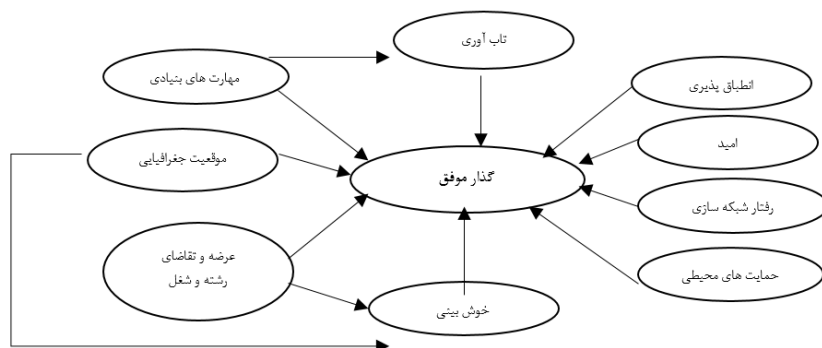 تاب آوری
مهارت های بنیادی
انطباق پذیری
امید
موقعیت جغرافیایی
گذار موفق
رفتار شبکه سازی
عرضه و تقاضای
رشته و شغل
حمایت های محیطی
خوش بینی